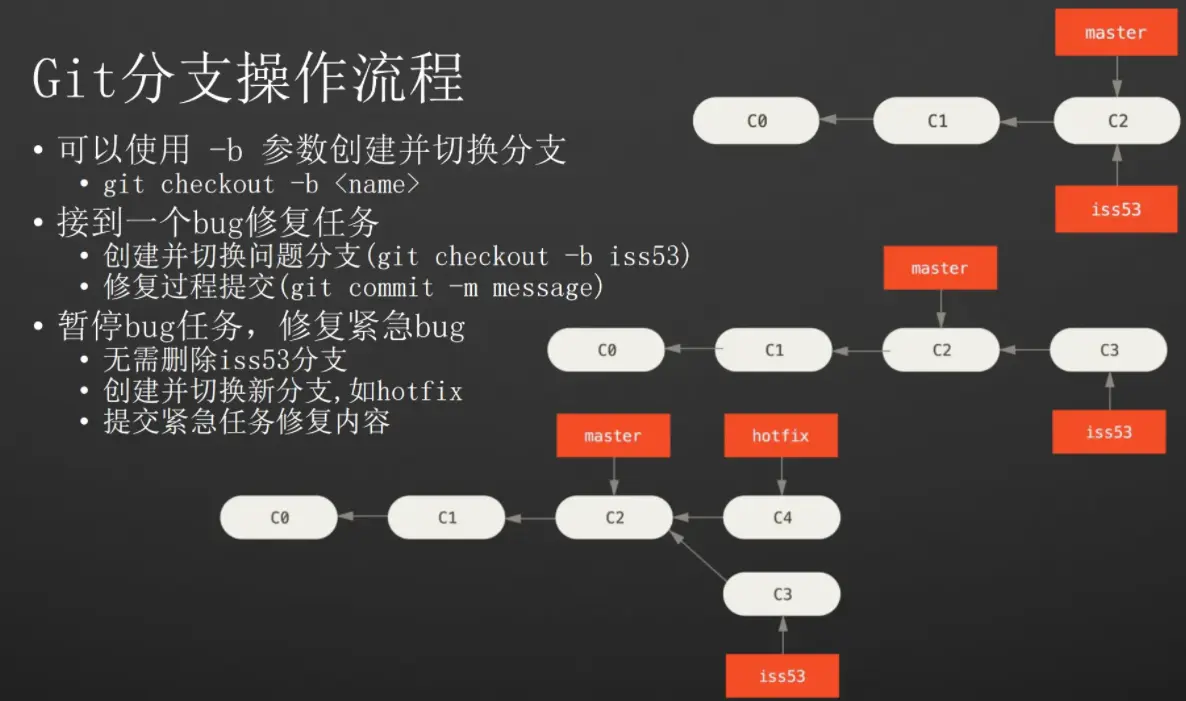 Git分支操作流程
• 可以使用 -b 参数创建并切换分支
• git checkout -b <name>
• 接到一个bug修复任务
• 创建并切换问题分支(git checkout -b iss53)
• 修复过程提交(git commit -m message)
• 暂停bug任务，修复紧急bug
• 无需删除iss53分支
• 创建并切换新分支,如hotfix
• 提交紧急任务修复内容
master
C0 C1 C2
iss53
master
C0 C1 C2 C3
iss53
master hotfix
C0 C1 C2 C4
C3
iss53